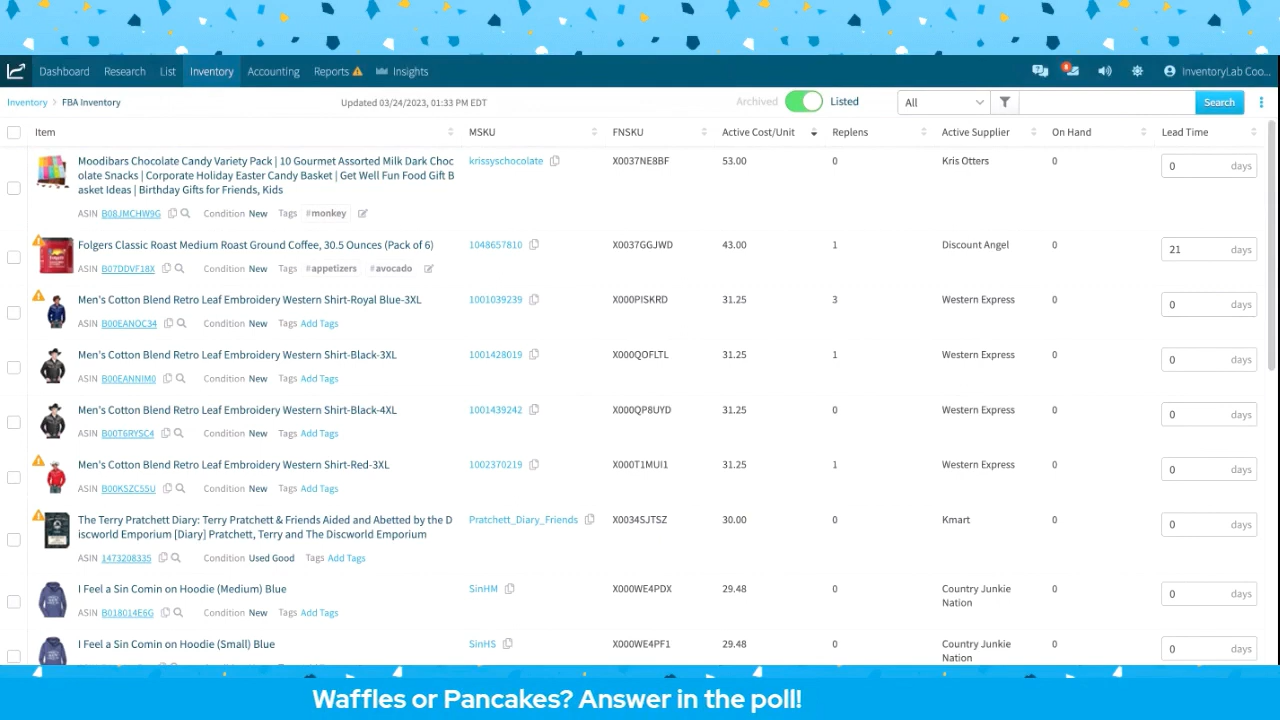 Dashboard Research List Inventory Accounting Reports Insights 8 InventoryLab Coo...
Inventory > FBA Inventory Updated 03/24/2023, 01:33 PM EDT Archived Listed All Search
Item MSKU FNSKU Active Cost/Unit Replens Active Supplier On Hand Lead Time
Moodibars Chocolate Candy Variety Pack | 10 Gourmet Assorted Milk Dark Choc krissyschocolate X0037NE8BF 53.00 0 Kris Otters 0 0 days
olate Snacks | Corporate Holiday Easter Candy Basket | Get Well Fun Food Gift B
asket Ideas | Birthday Gifts for Friends, Kids
ASIN B08JMCHW9G Condition New Tags #monkey
Folgers Classic Roast Medium Roast Ground Coffee, 30.5 Ounces (Pack of 6) 1048657810 X0037GGJWD 43.00 1 Discount Angel 0 21 days
ASIN B07DDVF18X Condition New Tags #appetizers #avocado
Men's Cotton Blend Retro Leaf Embroidery Western Shirt-Royal Blue-3XL 1001039239 X000PISKRD 31.25 3 Western Express 0 0 days
ASIN B00EANOC34 Condition New Tags Add Tags
Men's Cotton Blend Retro Leaf Embroidery Western Shirt-Black-3XL 1001428019 X000QOFLTL 31.25 1 Western Express 0 0 days
ASIN B00EANNIM0 Condition New Tags Add Tags
Men's Cotton Blend Retro Leaf Embroidery Western Shirt-Black-4XL 1001439242 X000QP8UYD 31.25 0 Western Express 0 0 days
ASIN B00T6RYSC4 Condition New Tags Add Tags
Men's Cotton Blend Retro Leaf Embroidery Western Shirt-Red-3XL 1002370219 X000T1MUI1 31.25 1 Western Express 0 0 days
ASIN B00KSZC55U Condition New Tags Add Tags
The Terry Pratchett Diary: Terry Pratchett & Friends Aided and Abetted by the D Pratchett_Diary_Friends X0034SJTSZ 30.00 0 Kmart 0 0 days
iscworld Emporium [Diary] Pratchett, Terry and The Discworld Emporium
ASIN 1473208335 Condition Used Good Tags Add Tags
I Feel a Sin Comin on Hoodie (Medium) Blue SinHM X000WE4PDX 29.48 0 Country Junkie Nation 0 0 days
ASIN B018014E6G Condition New Tags Add Tags
I Feel a Sin Comin on Hoodie (Small) Blue SinHS X000WE4PF1 29.48 0 Country Junkie Nation 0 0 days
Waffles or Pancakes? Answer in the poll!